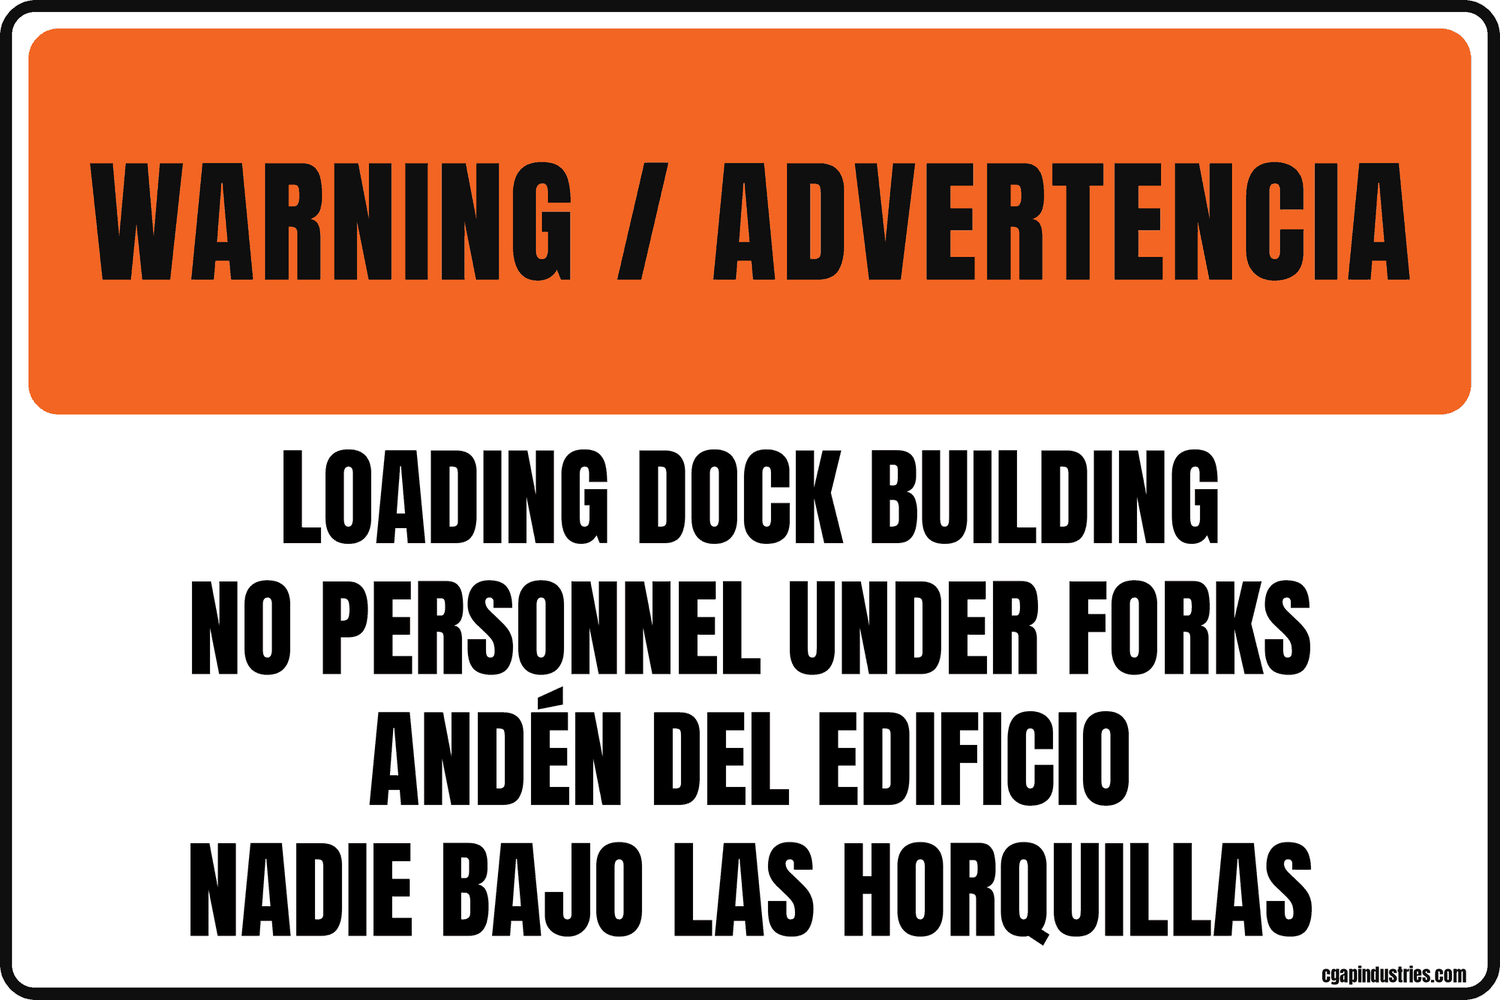 WARNING / ADVERTENCIA
LOADING DOCK BUILDING
NO PERSONNEL UNDER FORKS
ANDÉN DEL EDIFICIO
NADIE BAJO LAS HORQUILLAS
cgapindustries.com